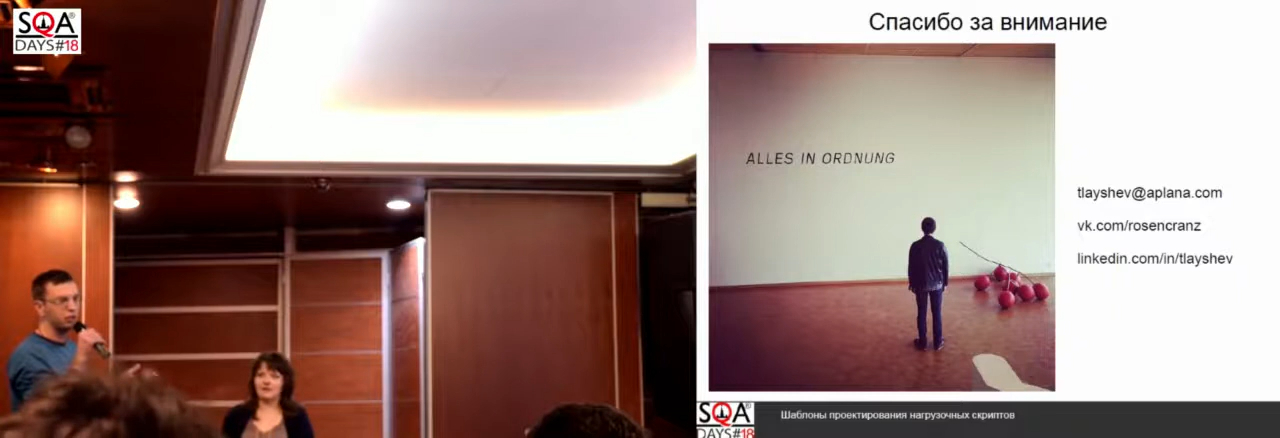 SQA
DAYS#18
Спасибо за внимание
ALLES IN ORDNUNG
tlayshev@aplana.com
vk.com/rosencranz
linkedin.com/in/tlayshev
SQA
DAYS#18
Шаблоны проектирования нагрузочных скриптов